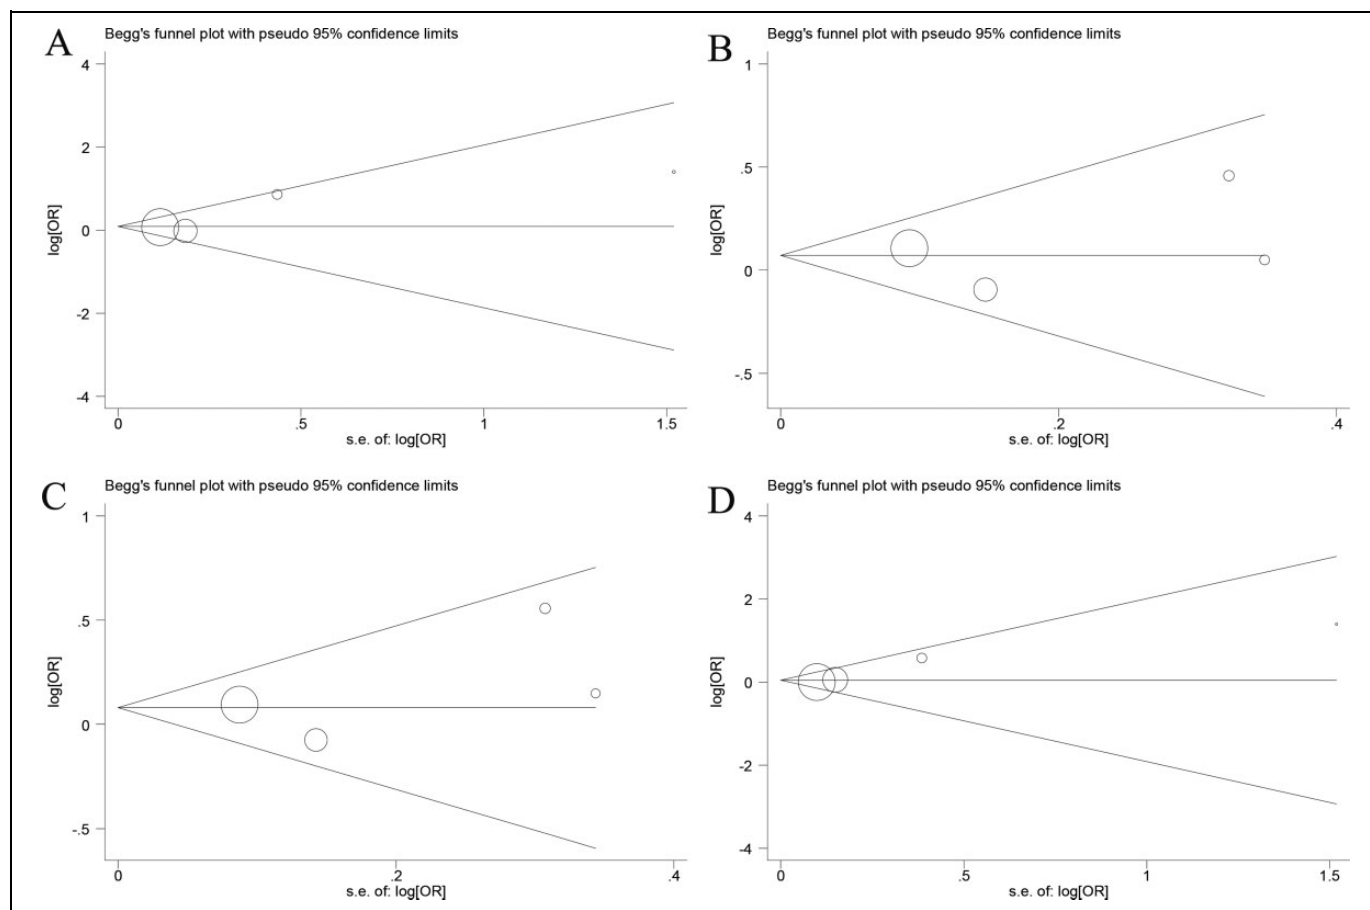 A
Begg's funnel plot with pseudo 95% confidence limits
4
2
0
-2
-4
log[OR]
0
.5
1
1.5
s.e. of: log[OR]
B
Begg's funnel plot with pseudo 95% confidence limits
1
.5
0
-.5
log[OR]
0
.2
.4
s.e. of: log[OR]
C
Begg's funnel plot with pseudo 95% confidence limits
1
.5
0
-.5
log[OR]
0
.2
.4
s.e. of: log[OR]
D
Begg's funnel plot with pseudo 95% confidence limits
4
2
0
-2
-4
log[OR]
0
.5
1
1.5
s.e. of: log[OR]